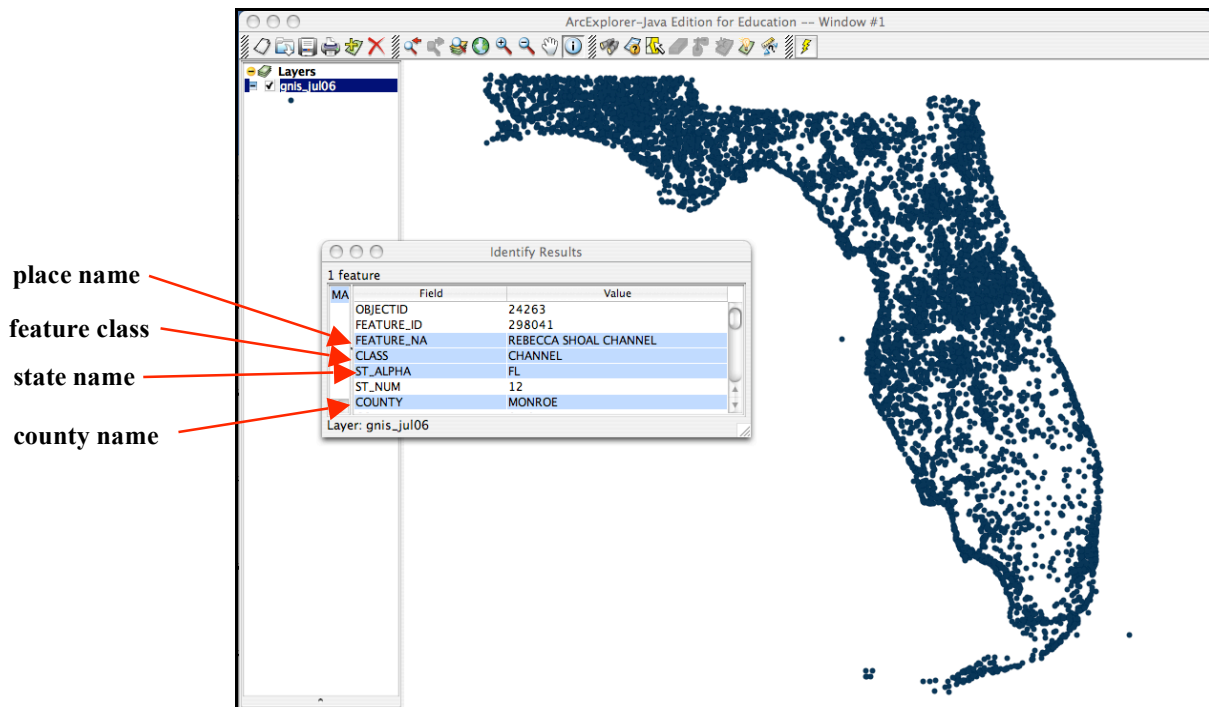 ArcExplorer-Java Edition for Education -- Window #1
Layers
gnis_jul06
Identify Results
1 feature
MA Field Value
OBJECTID 24263
FEATURE_ID 298041
place name FEATURE_NA REBECCA SHOAL CHANNEL
feature class CLASS CHANNEL
state name ST_ALPHA FL
ST_NUM 12
county name COUNTY MONROE
Layer: gnis_jul06